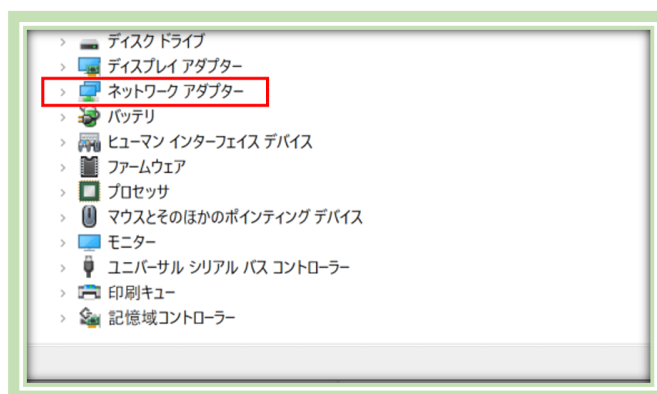 ディスク ドライブ
ディスプレイ アダプター
ネットワーク アダプター
バッテリ
ヒューマン インターフェイス デバイス
ファームウェア
プロセッサ
マウスとそのほかのポインティング デバイス
モニター
ユニバーサル シリアル バス コントローラー
印刷キュー
記憶域コントローラー